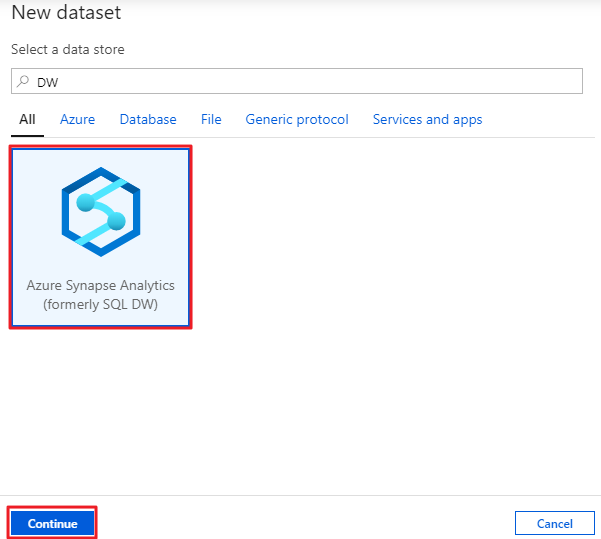 New dataset
Select a data store
DW
All Azure Database File Generic protocol Services and apps
Azure Synapse Analytics
(formerly SQL DW)
Continue Cancel